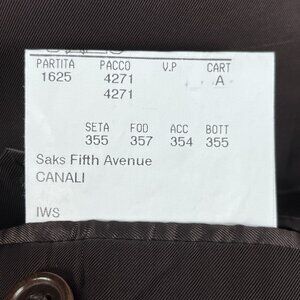 PARTITA PACCO V.P CART
1625 4271 A
4271
SETA FOD ACC BOTT
355 357 354 355
Saks Fifth Avenue
CANALI
IWS